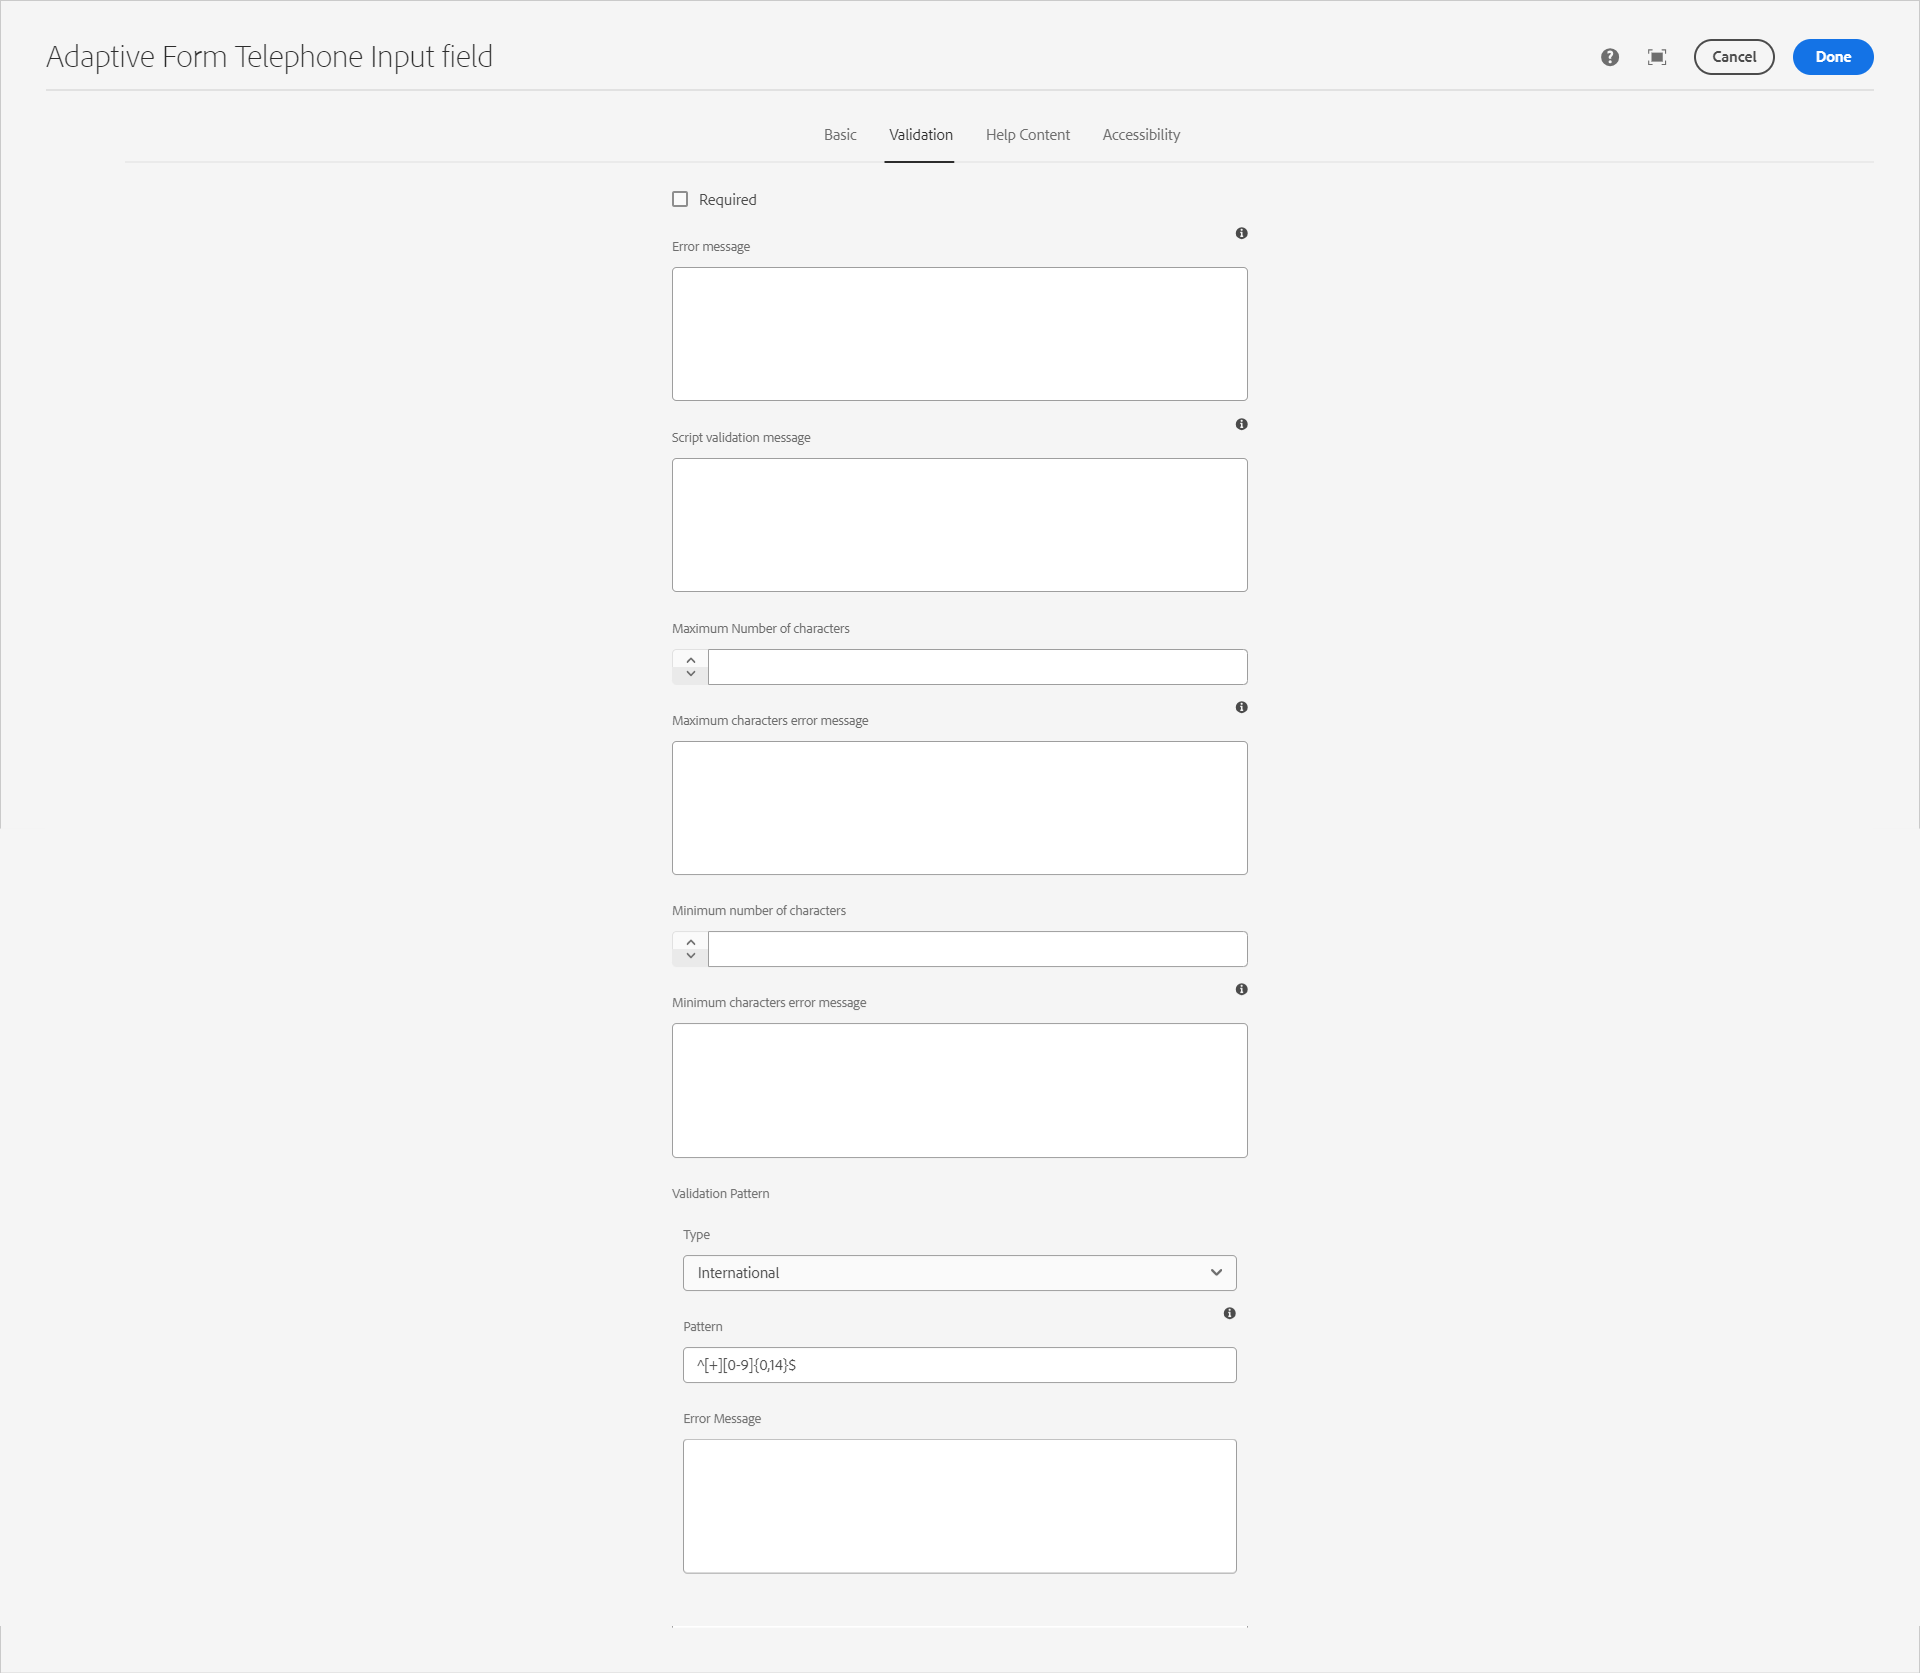 Adaptive Form Telephone Input field
Cancel
Done
Basic
Validation
Help Content
Accessibility
Required
Error message
Script validation message
Maximum Number of characters
Maximum characters error message
Minimum number of characters
Minimum characters error message
Validation Pattern
Type
International
Pattern
^[+][0-9]{0,14}$
Error Message